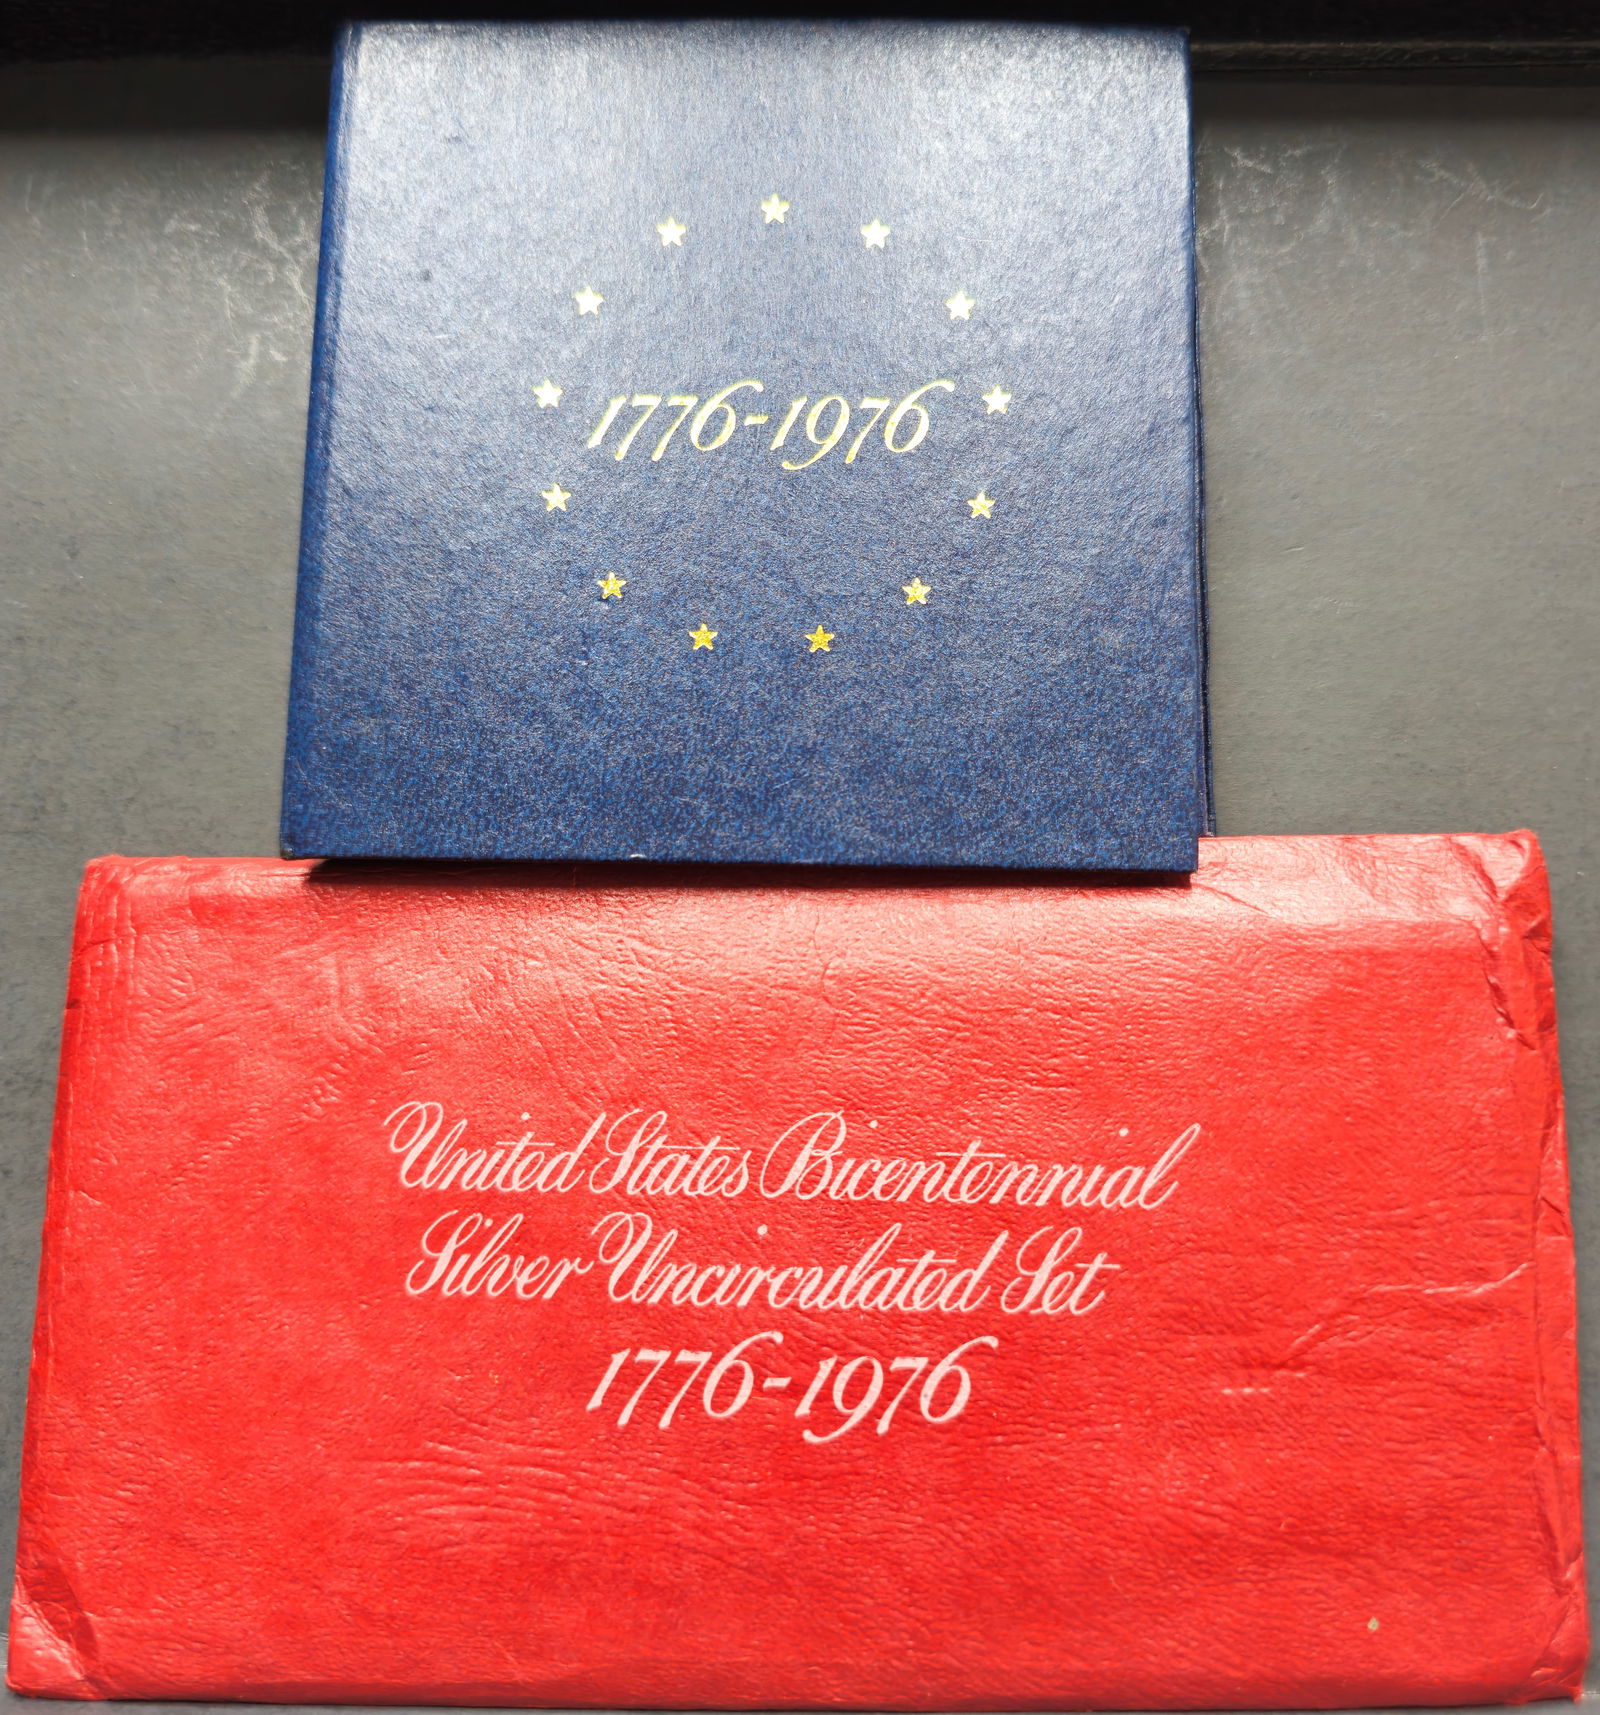 1776-1976
United States Bicentennial
Silver Uncirculated Set
1776-1976